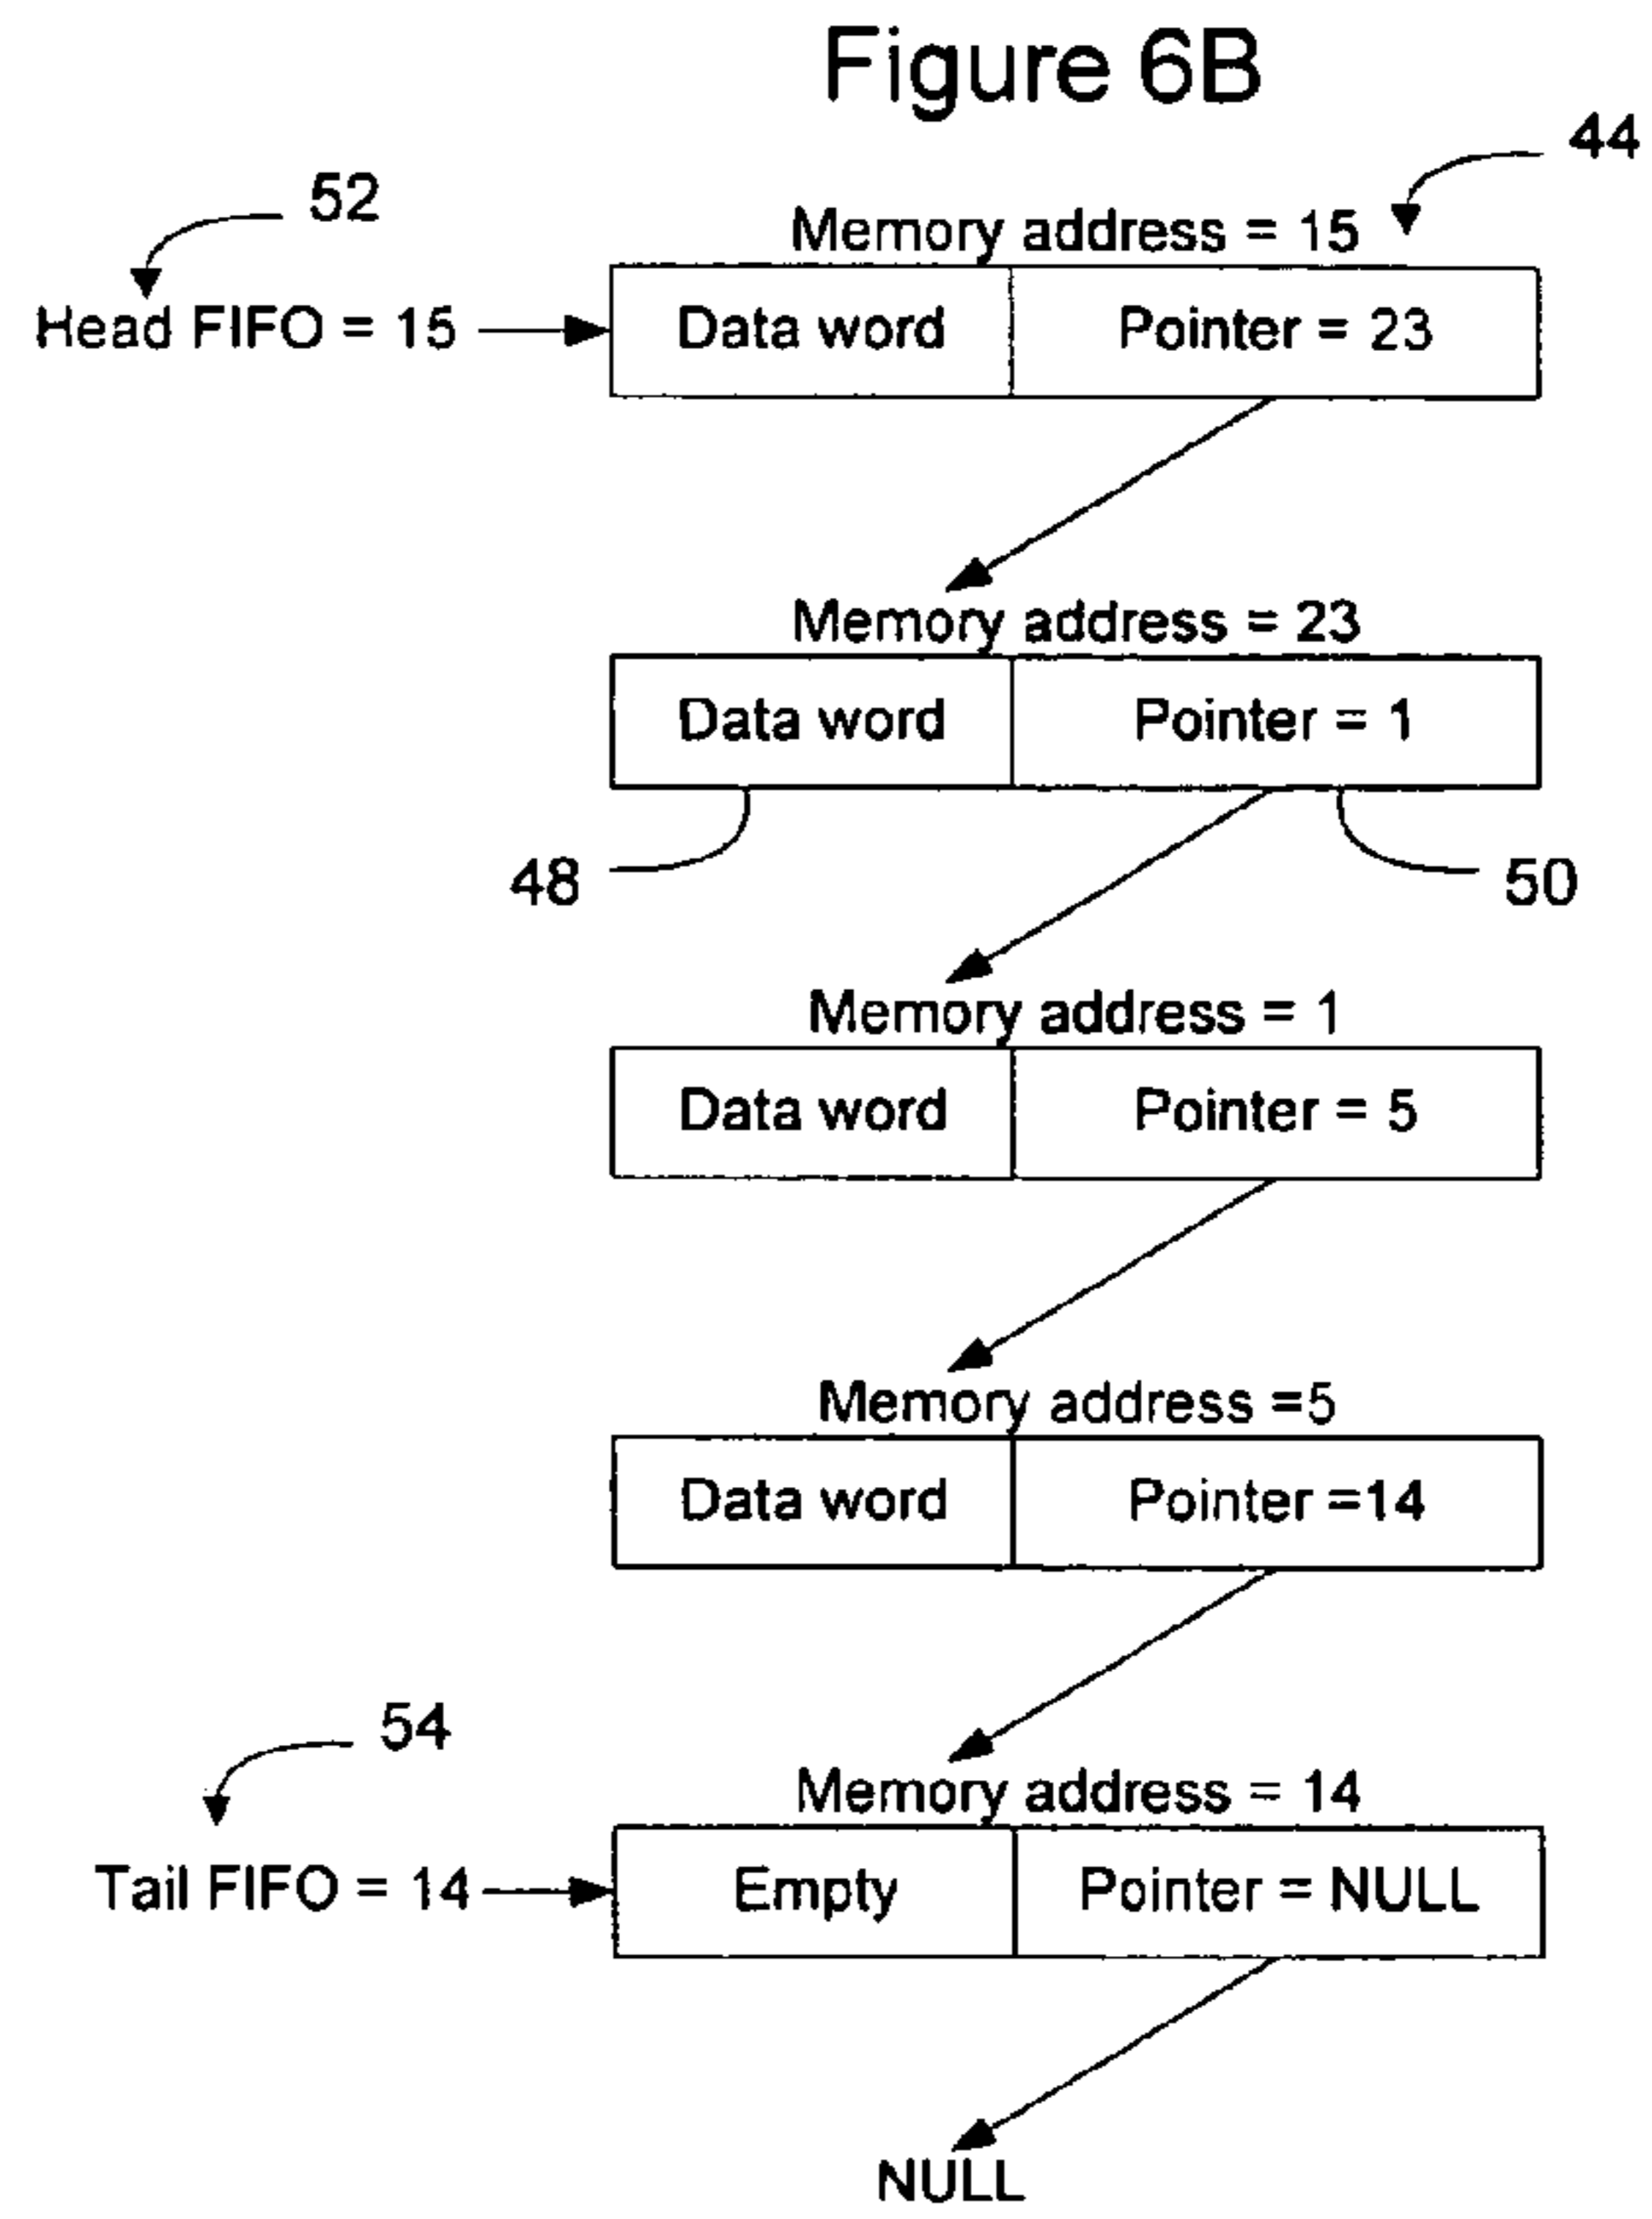 Figure 6B
44
52
Memory address = 15
Head FIFO = 15
Data word
Pointer = 23
Memory address = 23
Data word
Pointer = 1
48
50
Memory address = 1
Data word
Pointer = 5
Memory address =5
Data word
Pointer =14
54
Memory address = 14
Tail FIFO = 14
Empty
Pointer = NULL
NULL